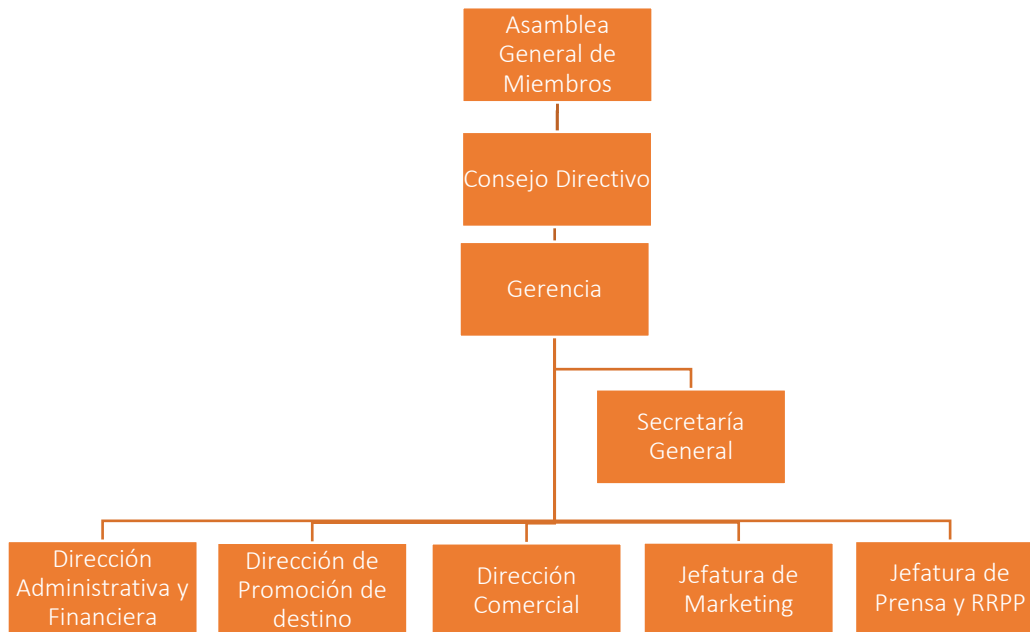 Asamblea
General de
Miembros
Consejo Directivo
Gerencia
Secretaría
General
Dirección
Administrativa y
Financiera
Dirección de
Promoción de
destino
Dirección
Comercial
Jefatura de
Marketing
Jefatura de
Prensa y RRPP